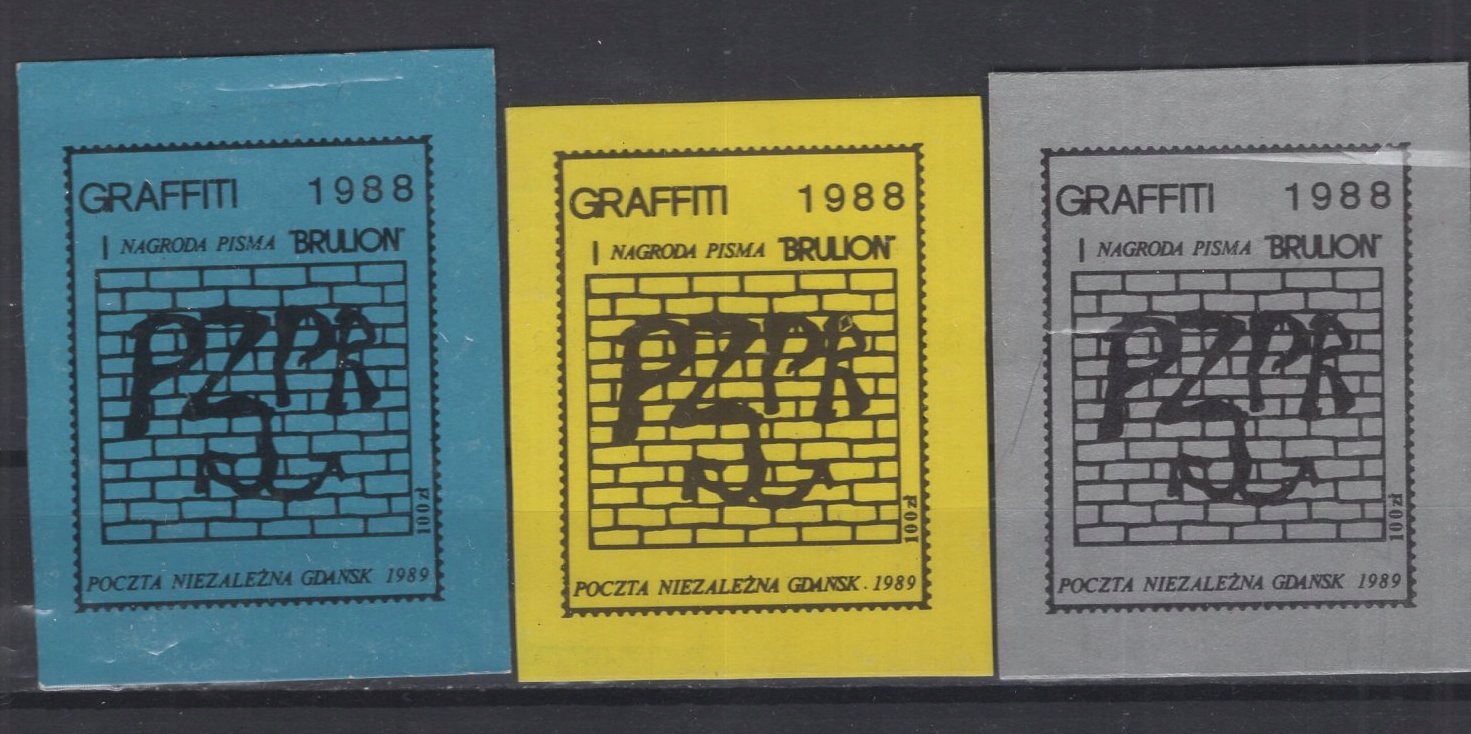 GRAFFITI 1988
I NAGRODA PISMA "BRULION"
PZPR
100 zł
POCZTA NIEZALEŻNA GDAŃSK 1989
GRAFFITI 1988
I NAGRODA PISMA "BRULION"
PZPR
100 zł
POCZTA NIEZALEŻNA GDAŃSK. 1989
GRAFFITI 1988
I NAGRODA PISMA "BRULION"
PZPR
100 zł
POCZTA NIEZALEŻNA GDAŃSK 1989